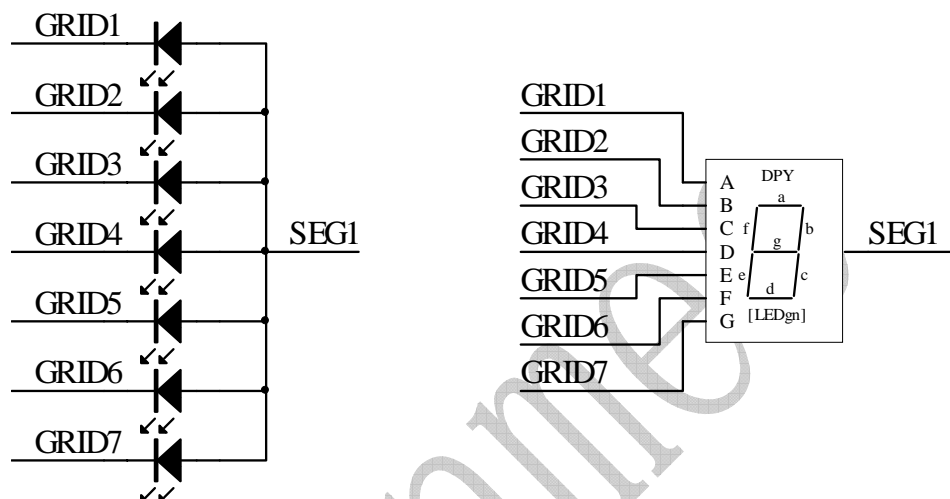 GRID1
GRID2
GRID3
GRID4
GRID5
GRID6
GRID7
SEG1
GRID1
GRID2
GRID3
GRID4
GRID5
GRID6
GRID7
A
B
C
D
E
F
G
DPY
a
f
b
g
e
c
d
[LEDgn]
SEG1